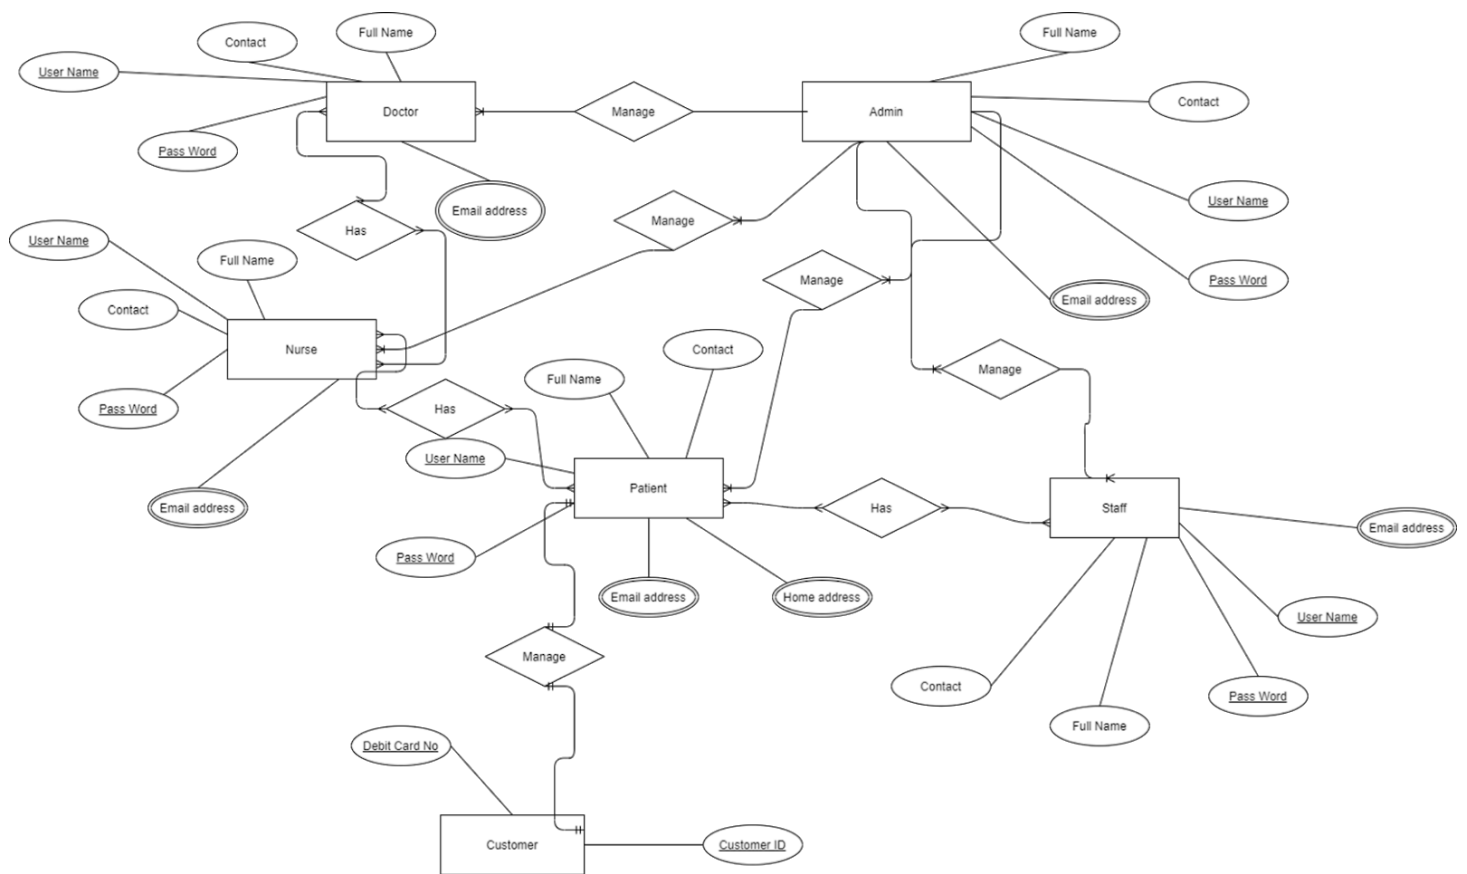 Full Name
Full Name
Contact
User Name
Contact
Doctor
Manage
Admin
Pass Word
User Name
Email address
Manage
Has
User Name
Full Name
Manage
Pass Word
Email address
Contact
Nurse
Contact
Manage
Full Name
Pass Word
Has
User Name
Patient
Email address
Has
Staff
Email address
Pass Word
Email address
Home address
User Name
Manage
Contact
Pass Word
Full Name
Debit Card No
Customer
Customer ID